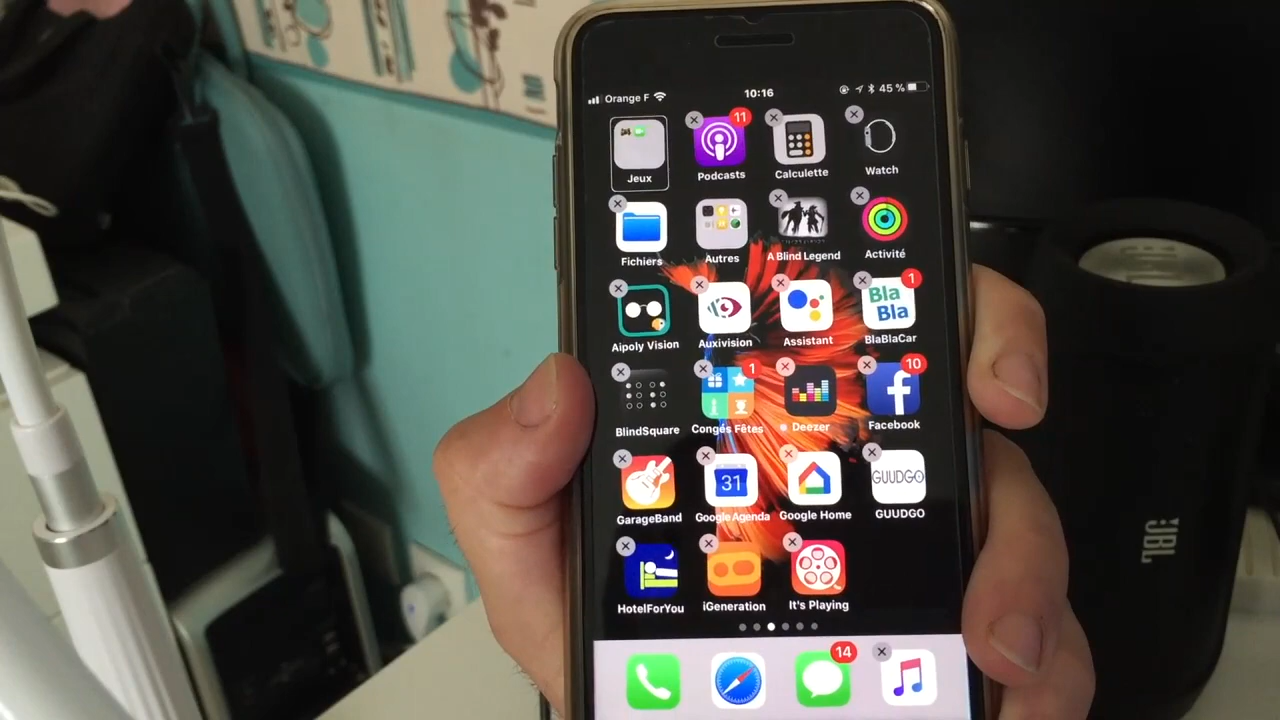 Orange F 10:16 45 %
11
Jeux Podcasts Calculette Watch
Fichiers Autres A Blind Legend Activité
1
Bla
Bla
Aipoly Vision Auxivision Assistant BlaBlaCar
1 10
f
BlindSquare Congés Fêtes Deezer Facebook
31 GUUDGO
GarageBand Google Agenda Google Home GUUDGO
HotelForYou iGeneration It's Playing
14
JBL